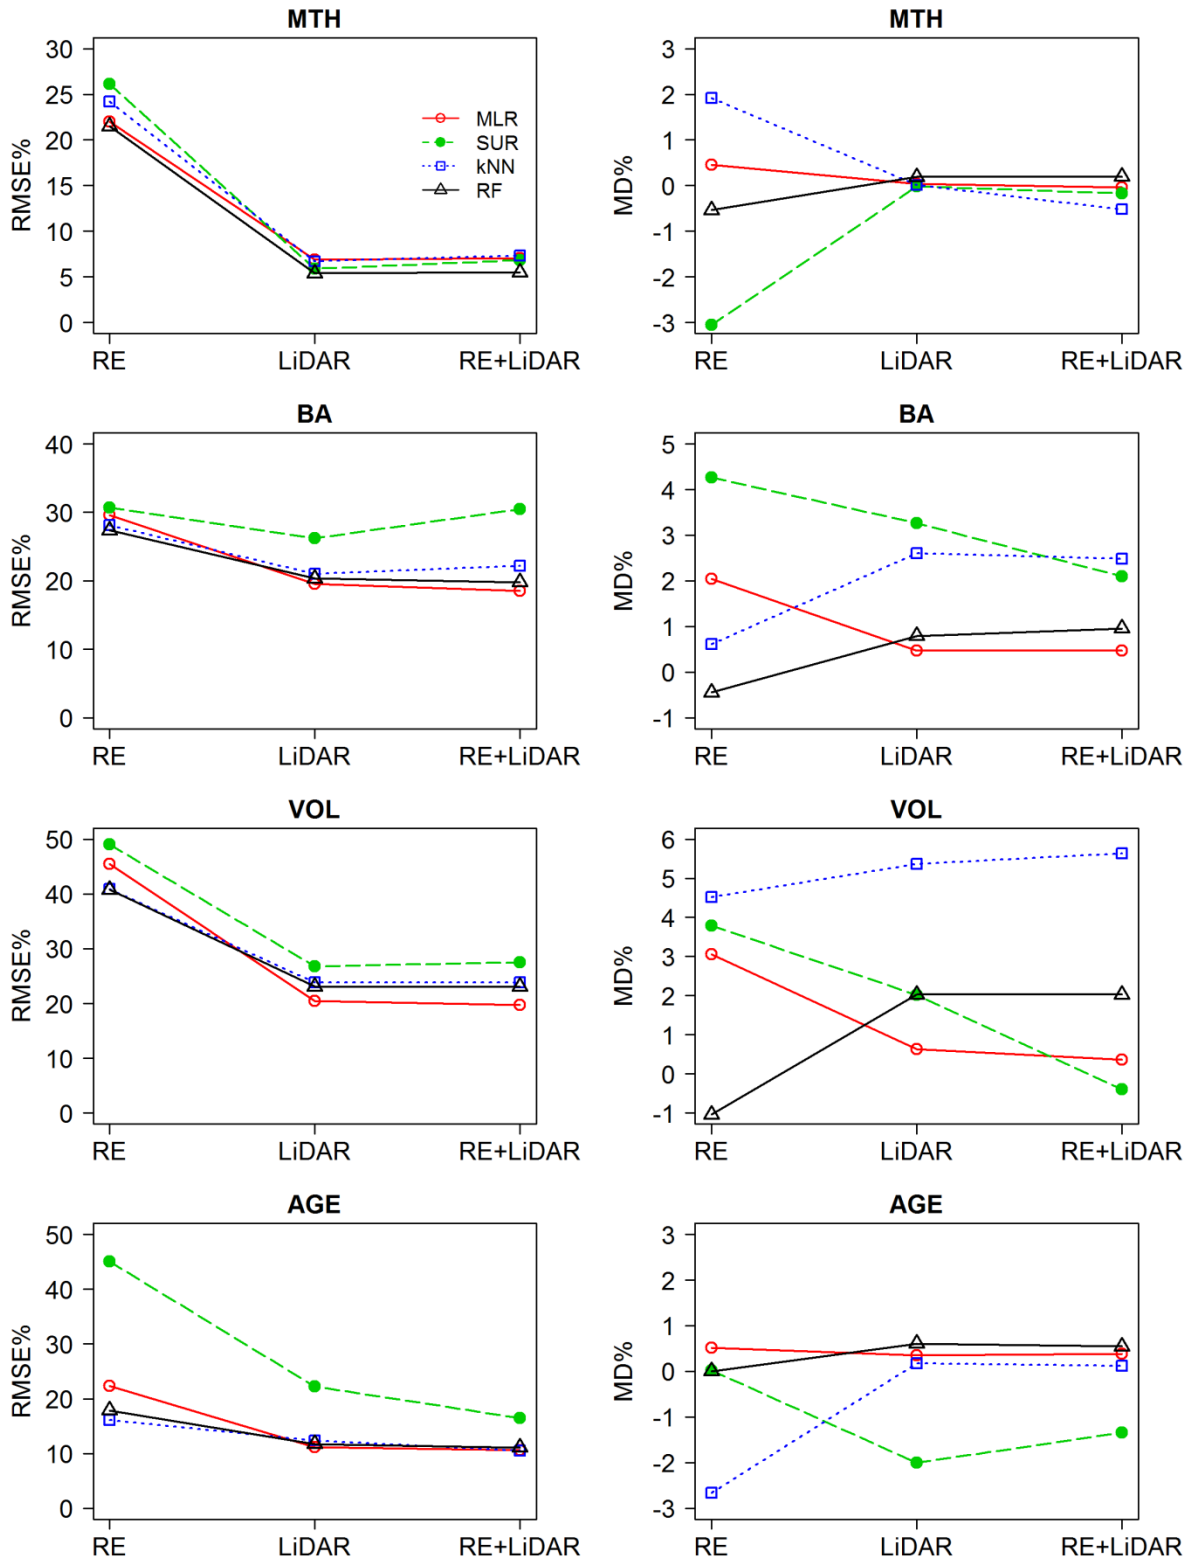 MTH
MTH
30
25
20
15
10
5
0
RMSE%
MLR
SUR
kNN
RF
RE
LiDAR
RE+LiDAR
3
2
1
0
-1
-2
-3
MD%
RE
LiDAR
RE+LiDAR
BA
BA
40
30
20
10
0
RMSE%
RE
LiDAR
RE+LiDAR
5
4
3
2
1
0
-1
MD%
RE
LiDAR
RE+LiDAR
VOL
VOL
50
40
30
20
10
0
RMSE%
RE
LiDAR
RE+LiDAR
6
5
4
3
2
1
0
-1
MD%
RE
LiDAR
RE+LiDAR
AGE
AGE
50
40
30
20
10
0
RMSE%
RE
LiDAR
RE+LiDAR
3
2
1
0
-1
-2
-3
MD%
RE
LiDAR
RE+LiDAR